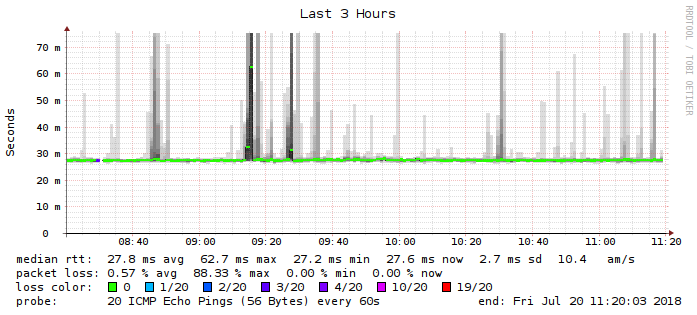 Last 3 Hours
RRDTOOL / TOBI OETIKER
Seconds
70 m
60 m
50 m
40 m
30 m
20 m
10 m
0
08:40 09:00 09:20 09:40 10:00 10:20 10:40 11:00 11:20
median rtt: 27.8 ms avg 62.7 ms max 27.2 ms min 27.6 ms now 2.7 ms sd 10.4 am/s
packet loss: 0.57 % avg 88.33 % max 0.00 % min 0.00 % now
loss color: 0 1/20 2/20 3/20 4/20 10/20 19/20
probe: 20 ICMP Echo Pings (56 Bytes) every 60s end: Fri Jul 20 11:20:03 2018